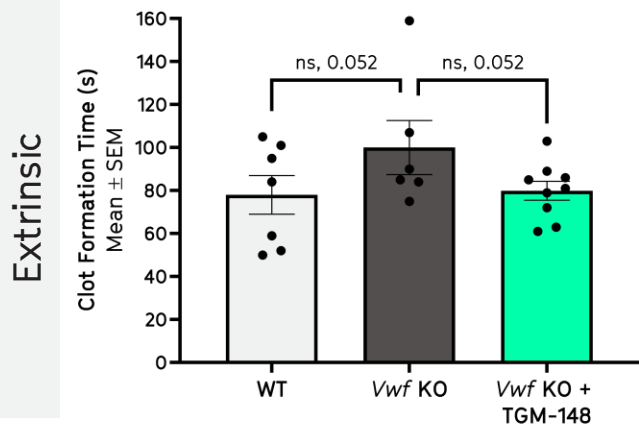 Extrinsic
Clot Formation Time (s)
Mean ± SEM
160
140
120
100
80
60
40
20
0
ns, 0.052
ns, 0.052
WT
Vwf KO
Vwf KO +
TGM-148